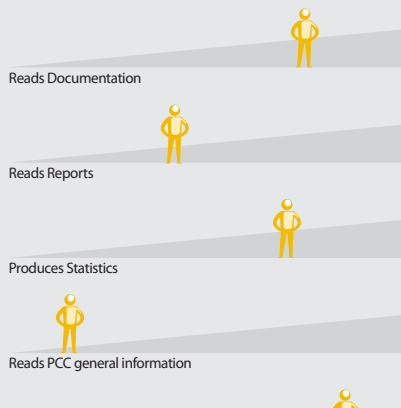 Reads Documentation
Reads Reports
Produces Statistics
Reads PCC general information